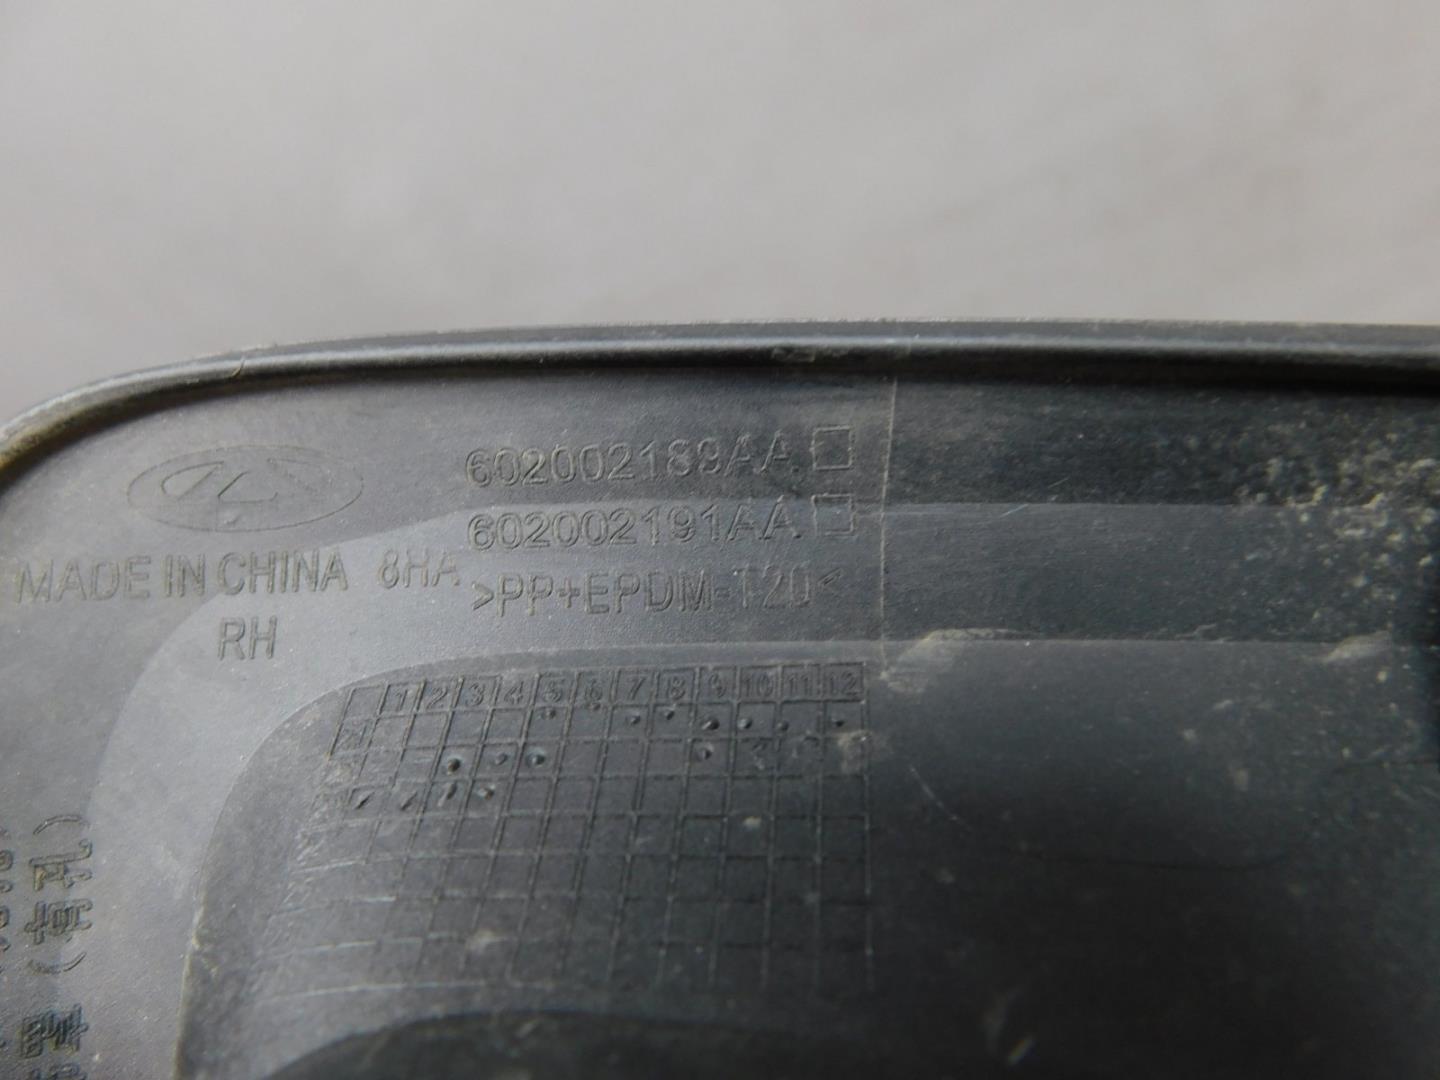 602002189AA
602002191AA
MADE IN CHINA 8HA
>PP+EPDM-T20<
RH
1 2 3 4 5 6 7 8 9 10 11 12